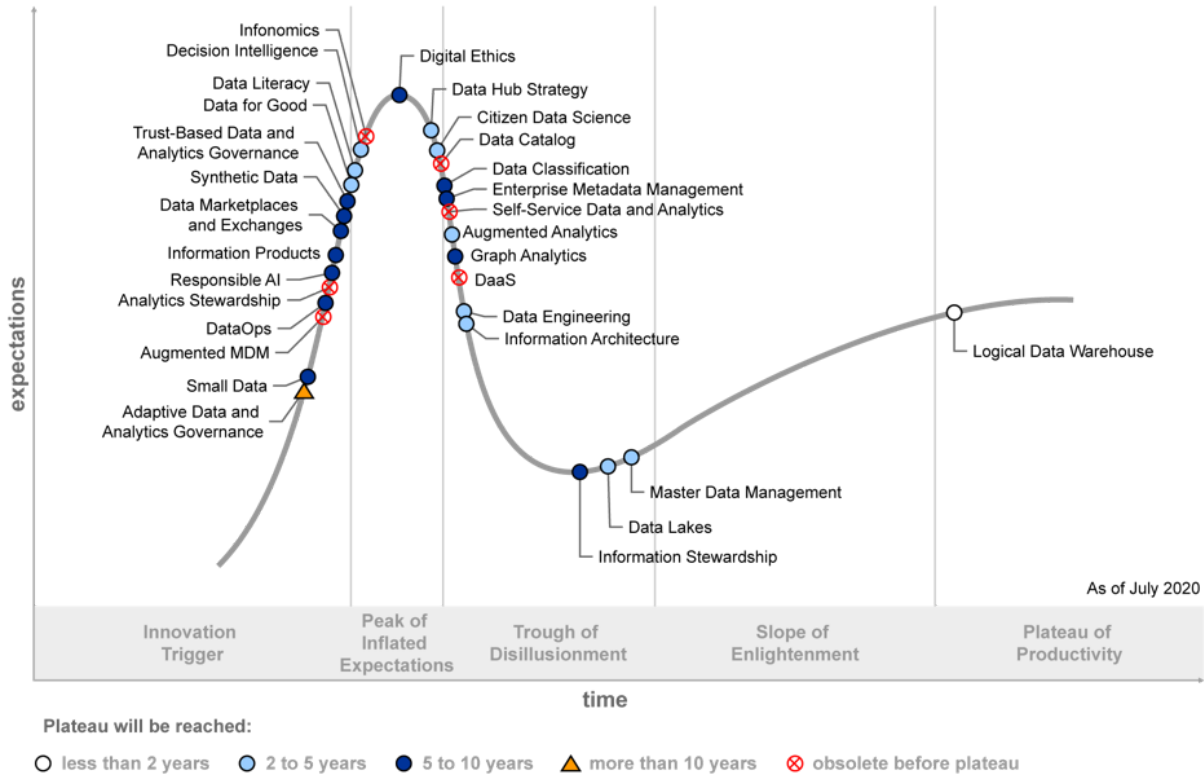 Infonomics
Decision Intelligence
Data Literacy
Data for Good
Trust-Based Data and
Analytics Governance
Synthetic Data
Data Marketplaces
and Exchanges
Information Products
Responsible AI
Analytics Stewardship
DataOps
Augmented MDM
Small Data
Adaptive Data and
Analytics Governance
Digital Ethics
Data Hub Strategy
Citizen Data Science
Data Catalog
Data Classification
Enterprise Metadata Management
Self-Service Data and Analytics
Augmented Analytics
Graph Analytics
DaaS
Data Engineering
Information Architecture
Logical Data Warehouse
Master Data Management
Data Lakes
Information Stewardship
As of July 2020
expectations
Innovation
Trigger
Peak of
Inflated
Expectations
Trough of
Disillusionment
Slope of
Enlightenment
Plateau of
Productivity
time
Plateau will be reached:
less than 2 years
2 to 5 years
5 to 10 years
more than 10 years
obsolete before plateau